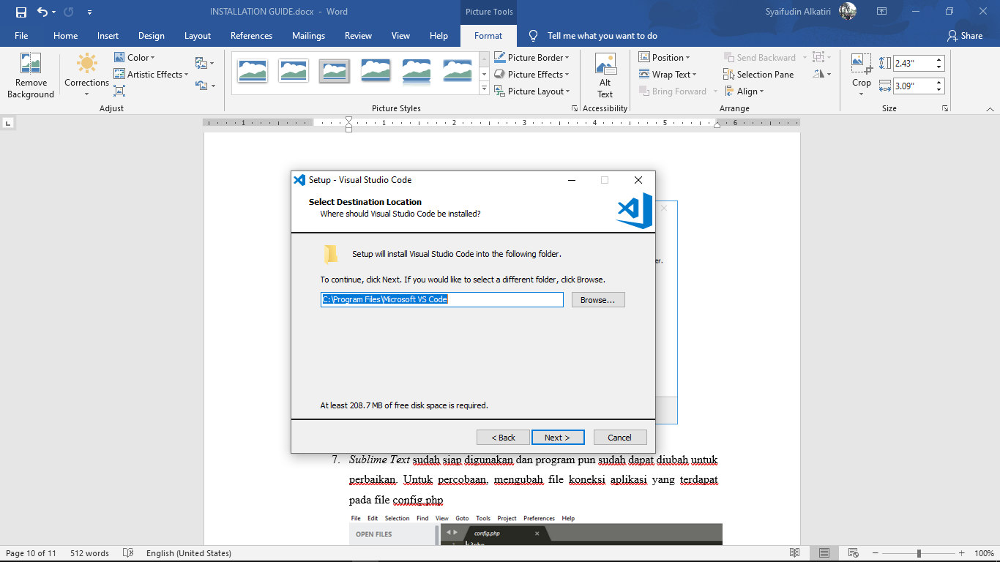 INSTALLATION GUIDE.docx - Word
Picture Tools
Syaifudin Alkatiri
File Home Insert Design Layout References Mailings Review View Help Format Tell me what you want to do Share
Remove Background
Corrections
Color
Artistic Effects
Adjust
Picture Styles
Picture Border
Picture Effects
Picture Layout
Alt Text
Accessibility
Position
Wrap Text
Bring Forward
Send Backward
Selection Pane
Align
Arrange
Crop
2.43"
3.09"
Size
1 1 2 3 4 5 6
Setup - Visual Studio Code
Select Destination Location
Where should Visual Studio Code be installed?
Setup will install Visual Studio Code into the following folder.
er.
To continue, click Next. If you would like to select a different folder, click Browse.
C:\Program Files\Microsoft VS Code
Browse...
At least 208.7 MB of free disk space is required.
< Back Next > Cancel
7. Sublime Text sudah siap digunakan dan program pun sudah dapat diubah untuk
perbaikan. Untuk percobaan, mengubah file koneksi aplikasi yang terdapat
pada file config.php
File Edit Selection Find View Goto Tools Project Preferences Help
OPEN FILES
config.php
Page 10 of 11 512 words English (United States) 100%